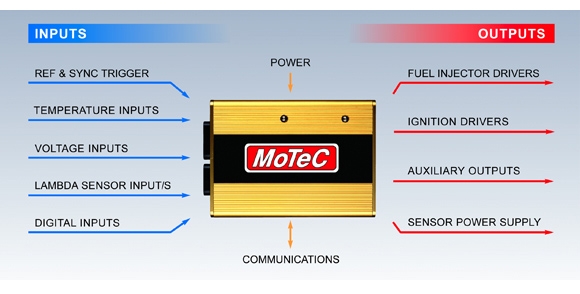 INPUTS
OUTPUTS
POWER
REF & SYNC TRIGGER
FUEL INJECTOR DRIVERS
TEMPERATURE INPUTS
IGNITION DRIVERS
VOLTAGE INPUTS
MoTeC
AUXILIARY OUTPUTS
LAMBDA SENSOR INPUT/S
DIGITAL INPUTS
SENSOR POWER SUPPLY
COMMUNICATIONS